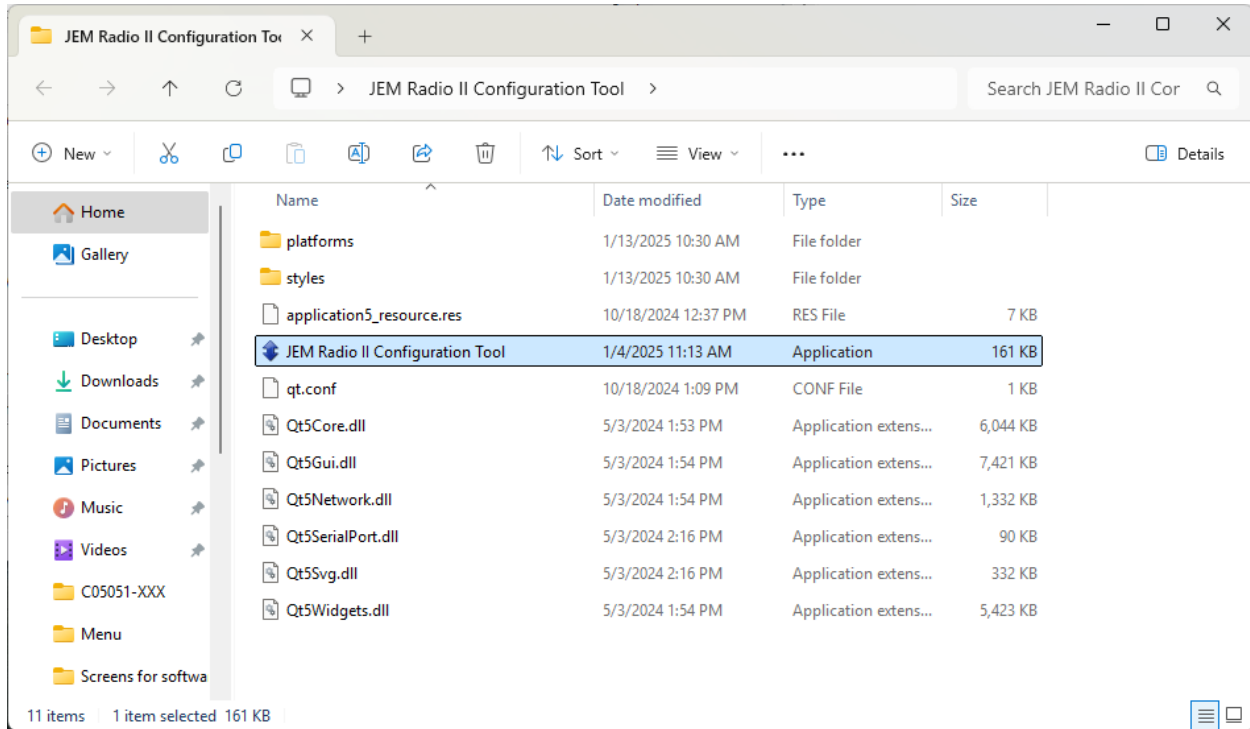 JEM Radio II Configuration Too
JEM Radio II Configuration Tool
Search JEM Radio II Cor
New
Sort
View
Details
Home
Gallery
Desktop
Downloads
Documents
Pictures
Music
Videos
C05051-XXX
Menu
Screens for softwa
Name Date modified Type Size
platforms 1/13/2025 10:30 AM File folder
styles 1/13/2025 10:30 AM File folder
application5_resource.res 10/18/2024 12:37 PM RES File 7 KB
JEM Radio II Configuration Tool 1/4/2025 11:13 AM Application 161 KB
qt.conf 10/18/2024 1:09 PM CONF File 1 KB
Qt5Core.dll 5/3/2024 1:53 PM Application extens... 6,044 KB
Qt5Gui.dll 5/3/2024 1:54 PM Application extens... 7,421 KB
Qt5Network.dll 5/3/2024 1:54 PM Application extens... 1,332 KB
Qt5SerialPort.dll 5/3/2024 2:16 PM Application extens... 90 KB
Qt5Svg.dll 5/3/2024 2:16 PM Application extens... 332 KB
Qt5Widgets.dll 5/3/2024 1:54 PM Application extens... 5,423 KB
11 items 1 item selected 161 KB